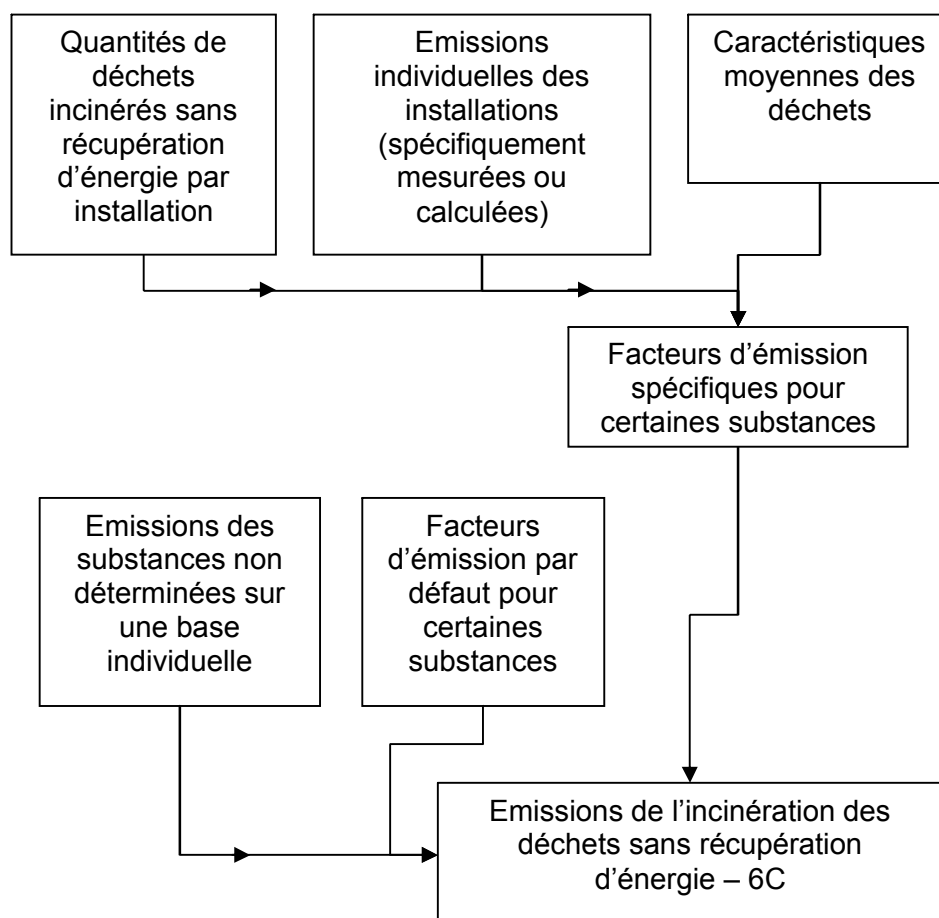 Quantités de
déchets
incinérés sans
récupération
d’énergie par
installation
Emissions
individuelles des
installations
(spécifiquement
mesurées ou
calculées)
Caractéristiques
moyennes des
déchets
Facteurs d’émission
spécifiques pour
certaines substances
Emissions des
substances non
déterminées sur
une base
individuelle
Facteurs
d’émission par
défaut pour
certaines
substances
Emissions de l’incinération des
déchets sans récupération
d’énergie – 6C